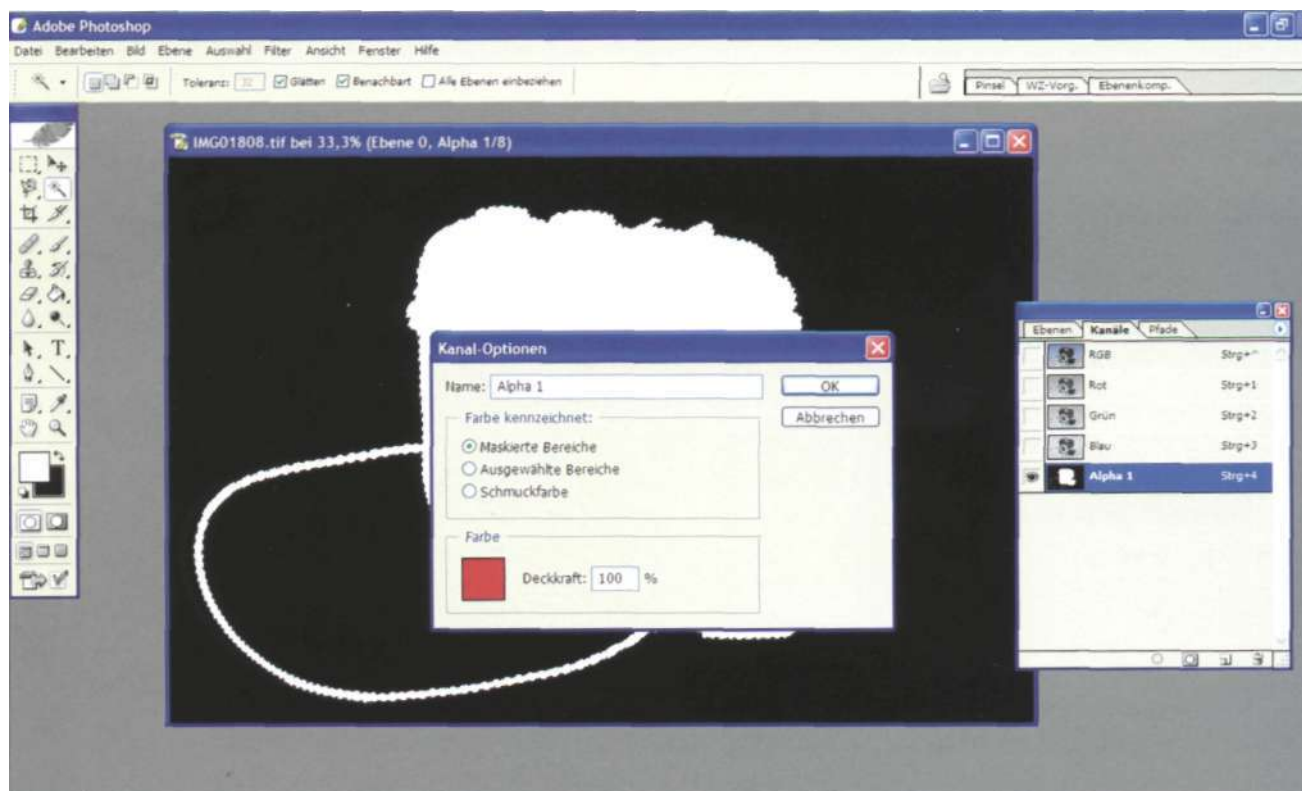 Adobe Photoshop
Datei Bearbeiten Bild Ebene Auswahl Filter Ansicht Fenster Hilfe
Toleranz: 32 Glätten Benachbart Alle Ebenen einbeziehen
Pinsel WZ-Vorg. Ebenenkomp.
IMG01808.tif bei 33,3% (Ebene 0, Alpha 1/8)
Kanal-Optionen
Name: Alpha 1
OK
Farbe kennzeichnet:
Abbrechen
Maskierte Bereiche
Ausgewählte Bereiche
Schmuckfarbe
Farbe
Deckkraft: 100 %
Ebenen Kanäle Pfade
RGB Strg+^
Rot Strg+1
Grün Strg+2
Blau Strg+3
Alpha 1 Strg+4